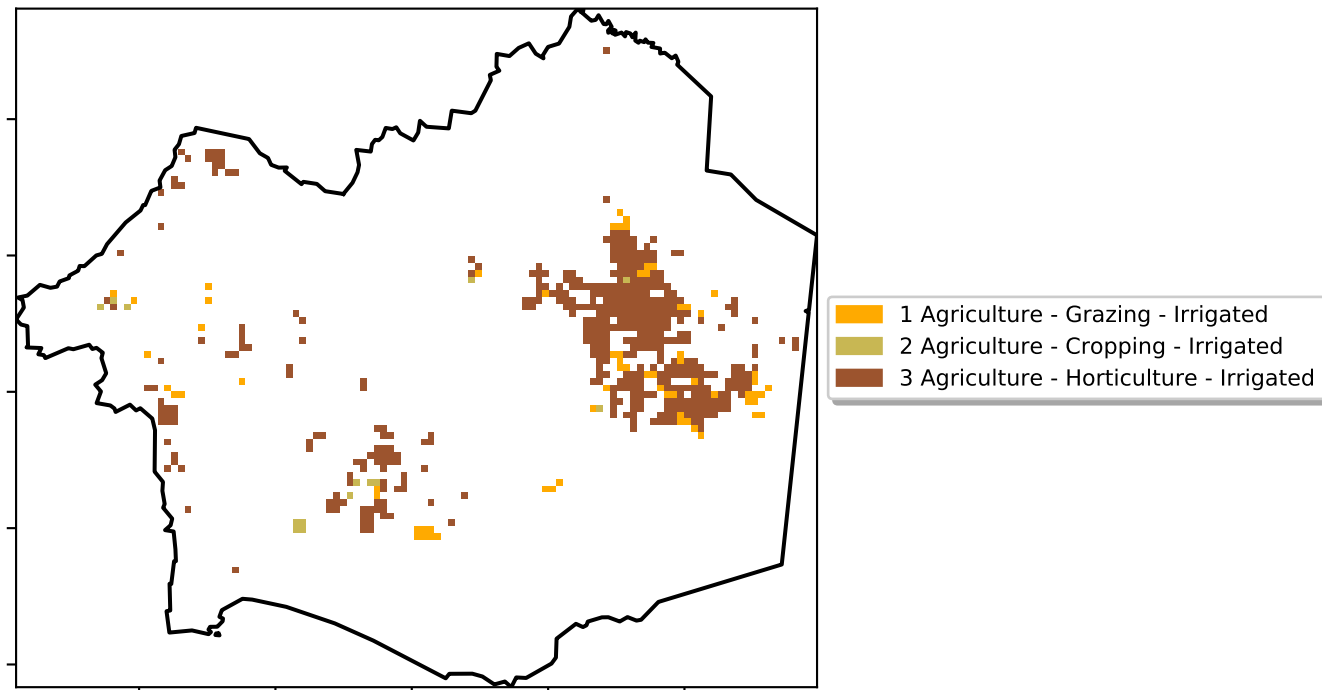 1 Agriculture - Grazing - Irrigated
2 Agriculture - Cropping - Irrigated
3 Agriculture - Horticulture - Irrigated